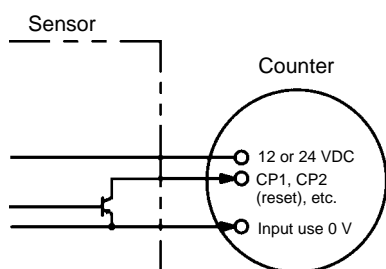 Sensor
Counter
12 or 24 VDC
CP1, CP2
(reset), etc.
Input use 0 V